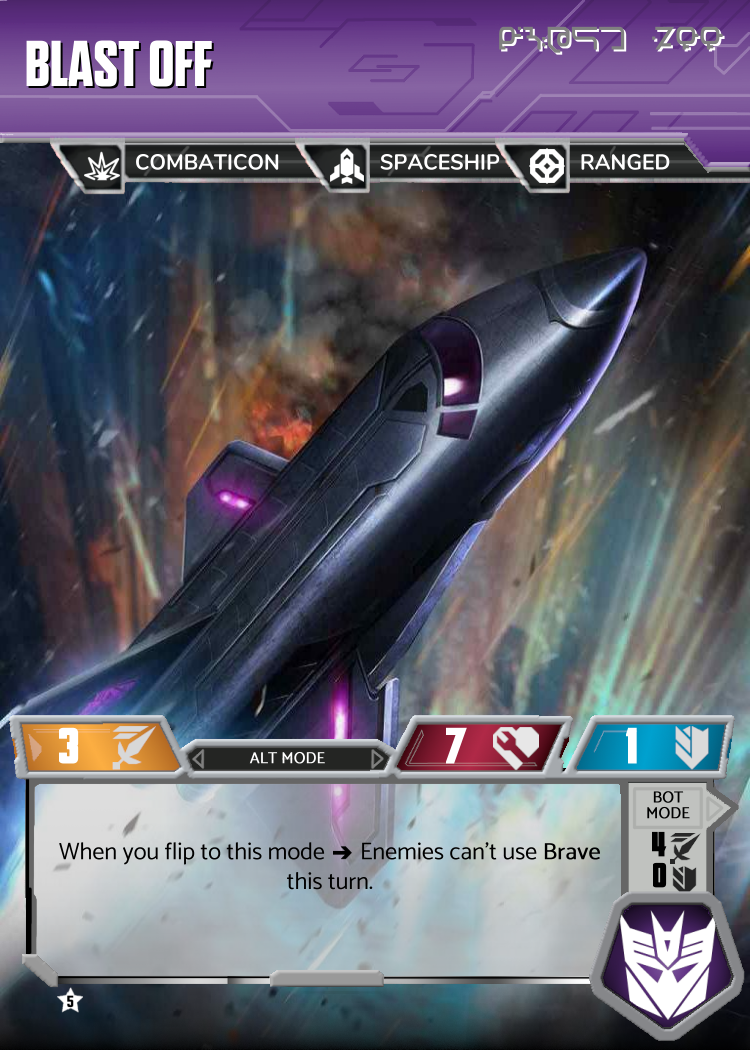 BLAST OFF
COMBATICON SPACESHIP RANGED
3 ALT MODE 7 1
BOT
MODE
4
0
When you flip to this mode ➔ Enemies can't use Brave
this turn.
5